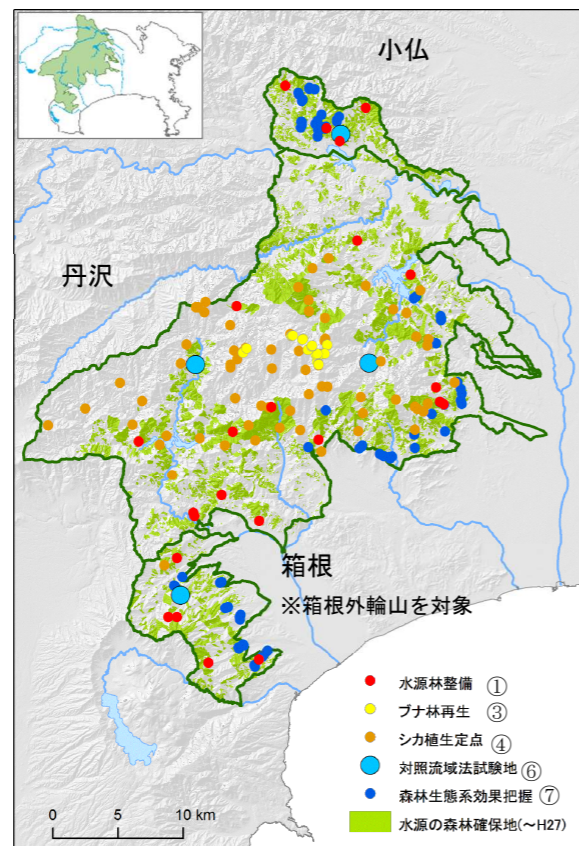 小仏
丹沢
箱根
※箱根外輪山を対象
水源林整備 ①
ブナ林再生 ③
シカ植生定点 ④
対照流域法試験地 ⑥
森林生態系効果把握 ⑦
水源の森林確保地(~H27)
0 5 10 km